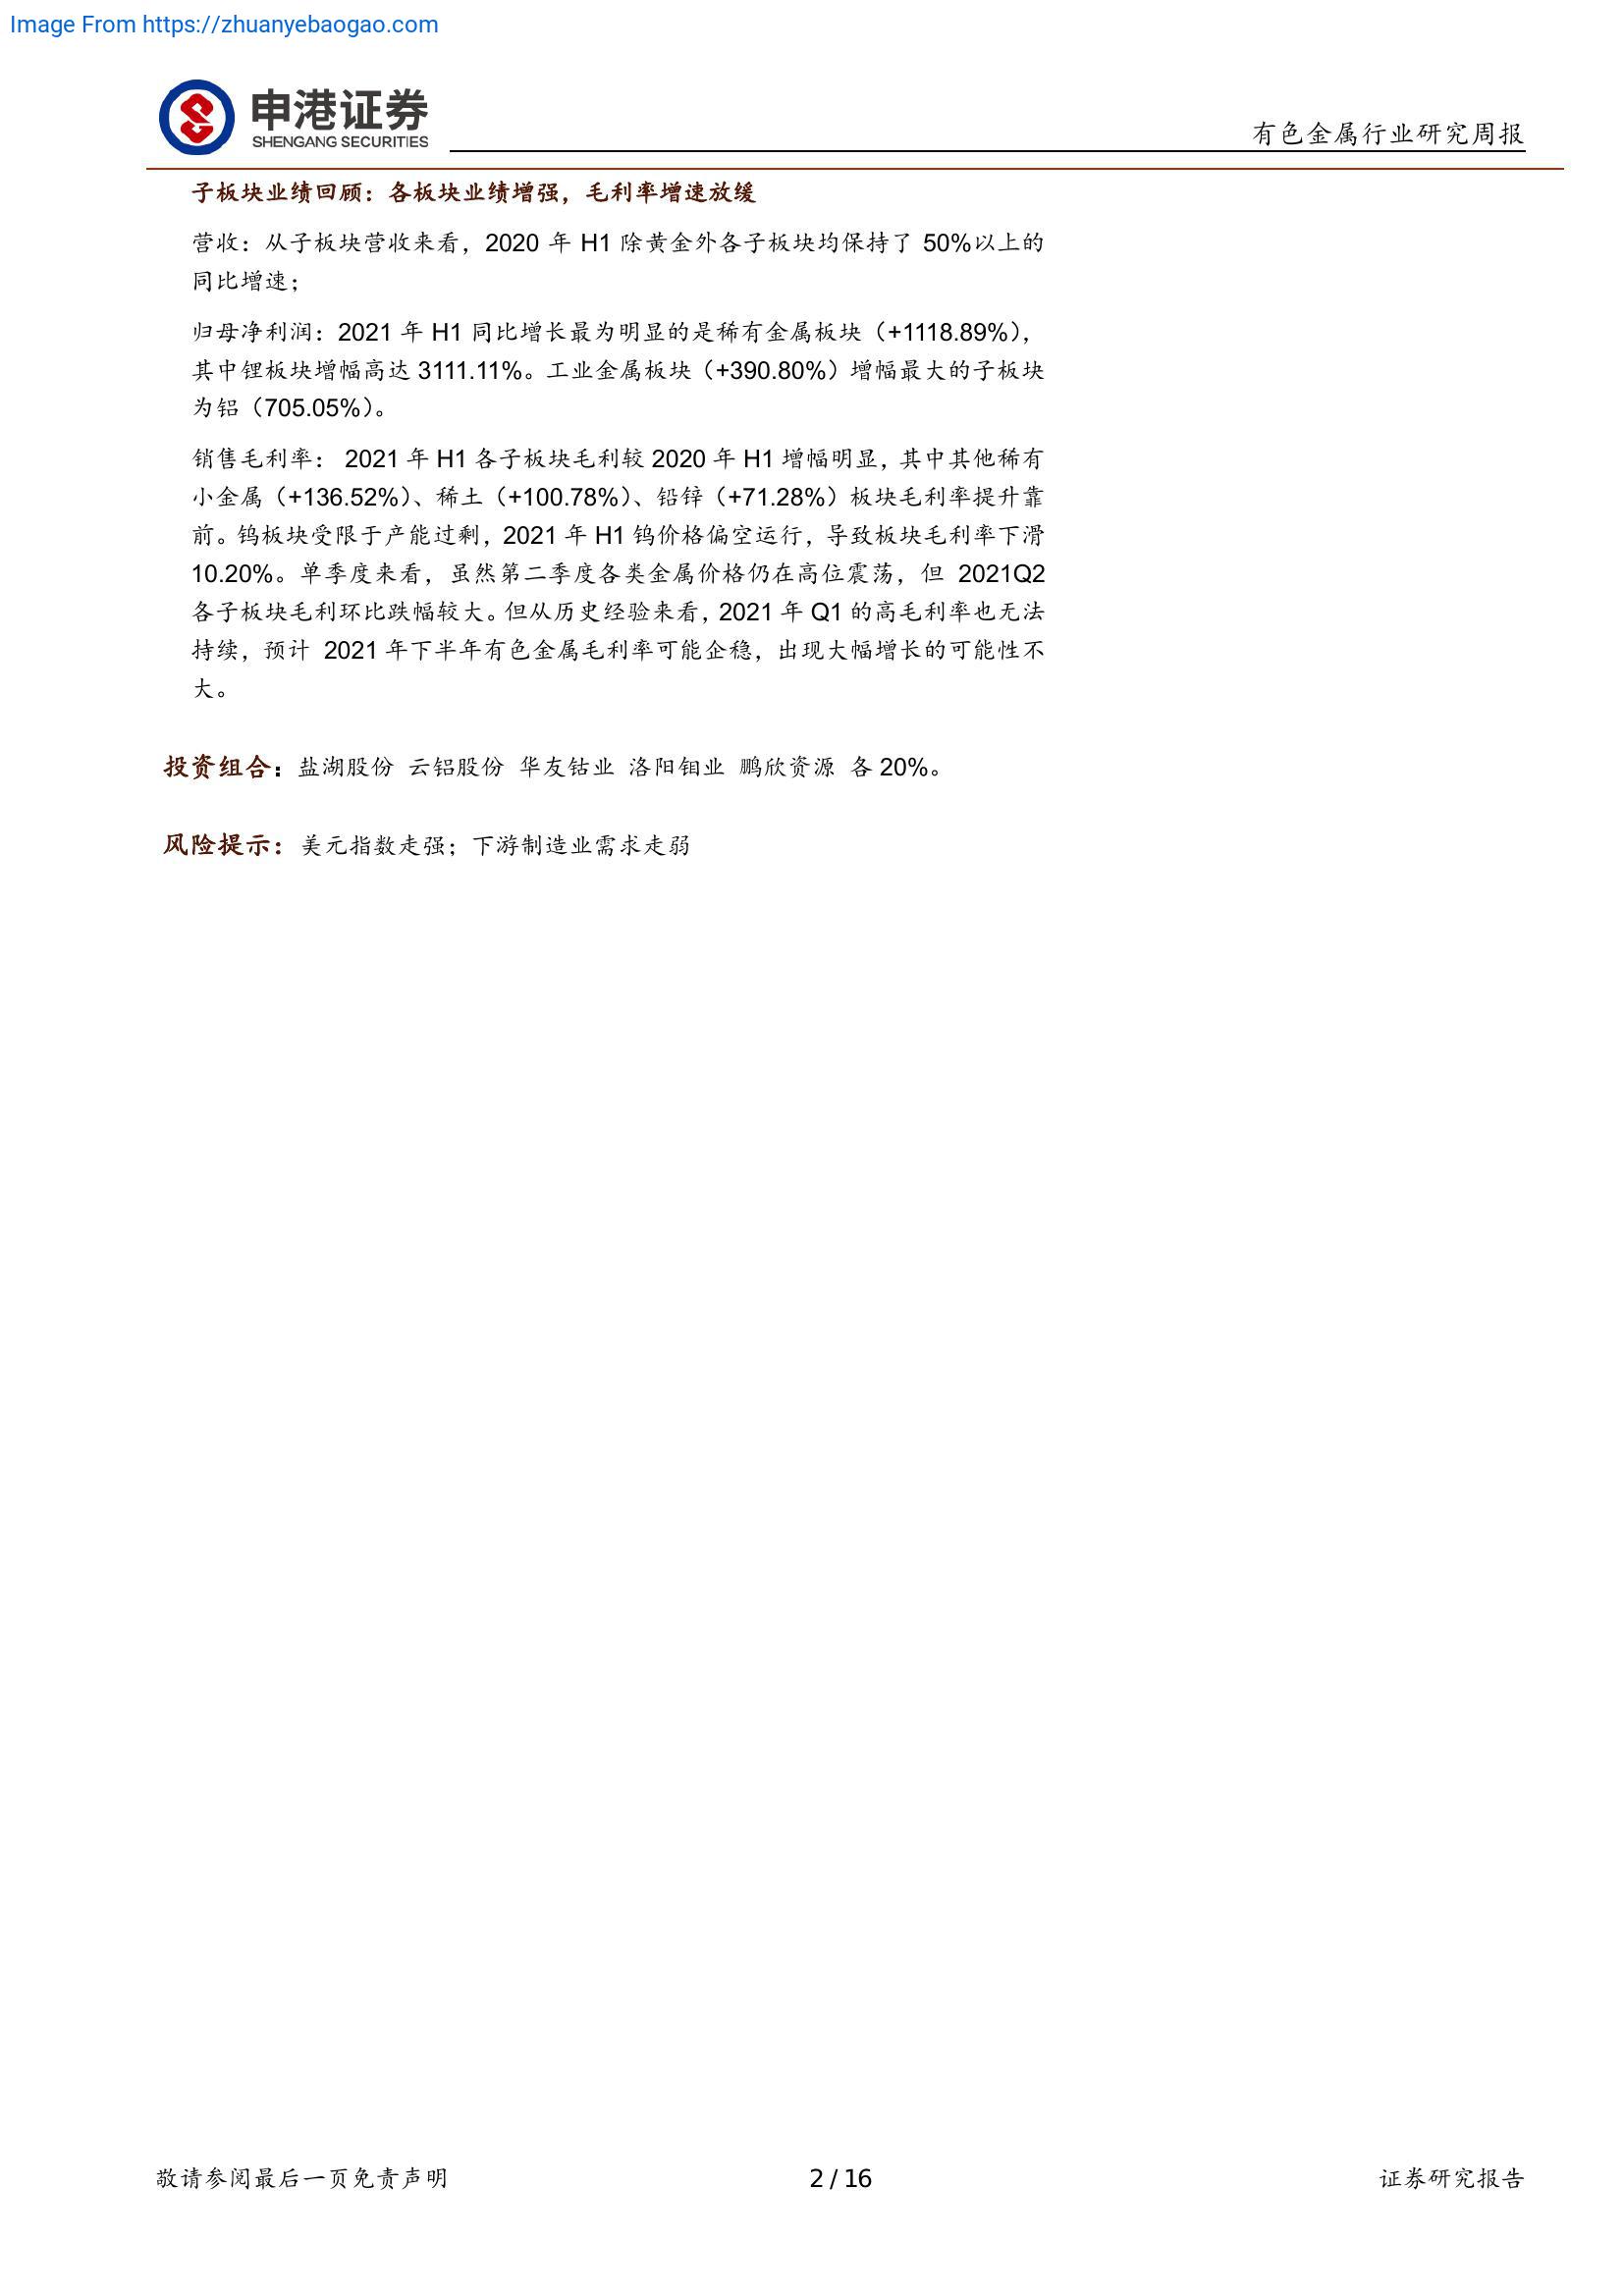 Image From https://zhuanyebaogao.com
申港证券
SHENGANG SECURITIES
有色金属行业研究周报
子板块业绩回顾：各板块业绩增强，毛利率增速放缓
营收：从子板块营收来看，2020 年 H1 除黄金外各子板块均保持了 50%以上的
同比增速；
归母净利润：2021 年 H1 同比增长最为明显的是稀有金属板块（+1118.89%），
其中锂板块增幅高达 3111.11%。工业金属板块（+390.80%）增幅最大的子板块
为铝（705.05%）。
销售毛利率： 2021 年 H1 各子板块毛利较 2020 年 H1 增幅明显，其中其他稀有
小金属（+136.52%）、稀土（+100.78%）、铅锌（+71.28%）板块毛利率提升靠
前。钨板块受限于产能过剩，2021 年 H1 钨价格偏空运行，导致板块毛利率下滑
10.20%。单季度来看，虽然第二季度各类金属价格仍在高位震荡，但 2021Q2
各子板块毛利环比跌幅较大。但从历史经验来看，2021 年 Q1 的高毛利率也无法
持续，预计 2021 年下半年有色金属毛利率可能企稳，出现大幅增长的可能性不
大。
投资组合：盐湖股份 云铝股份 华友钴业 洛阳钼业 鹏欣资源 各 20%。
风险提示：美元指数走强；下游制造业需求走弱
敬请参阅最后一页免责声明
2 / 16
证券研究报告